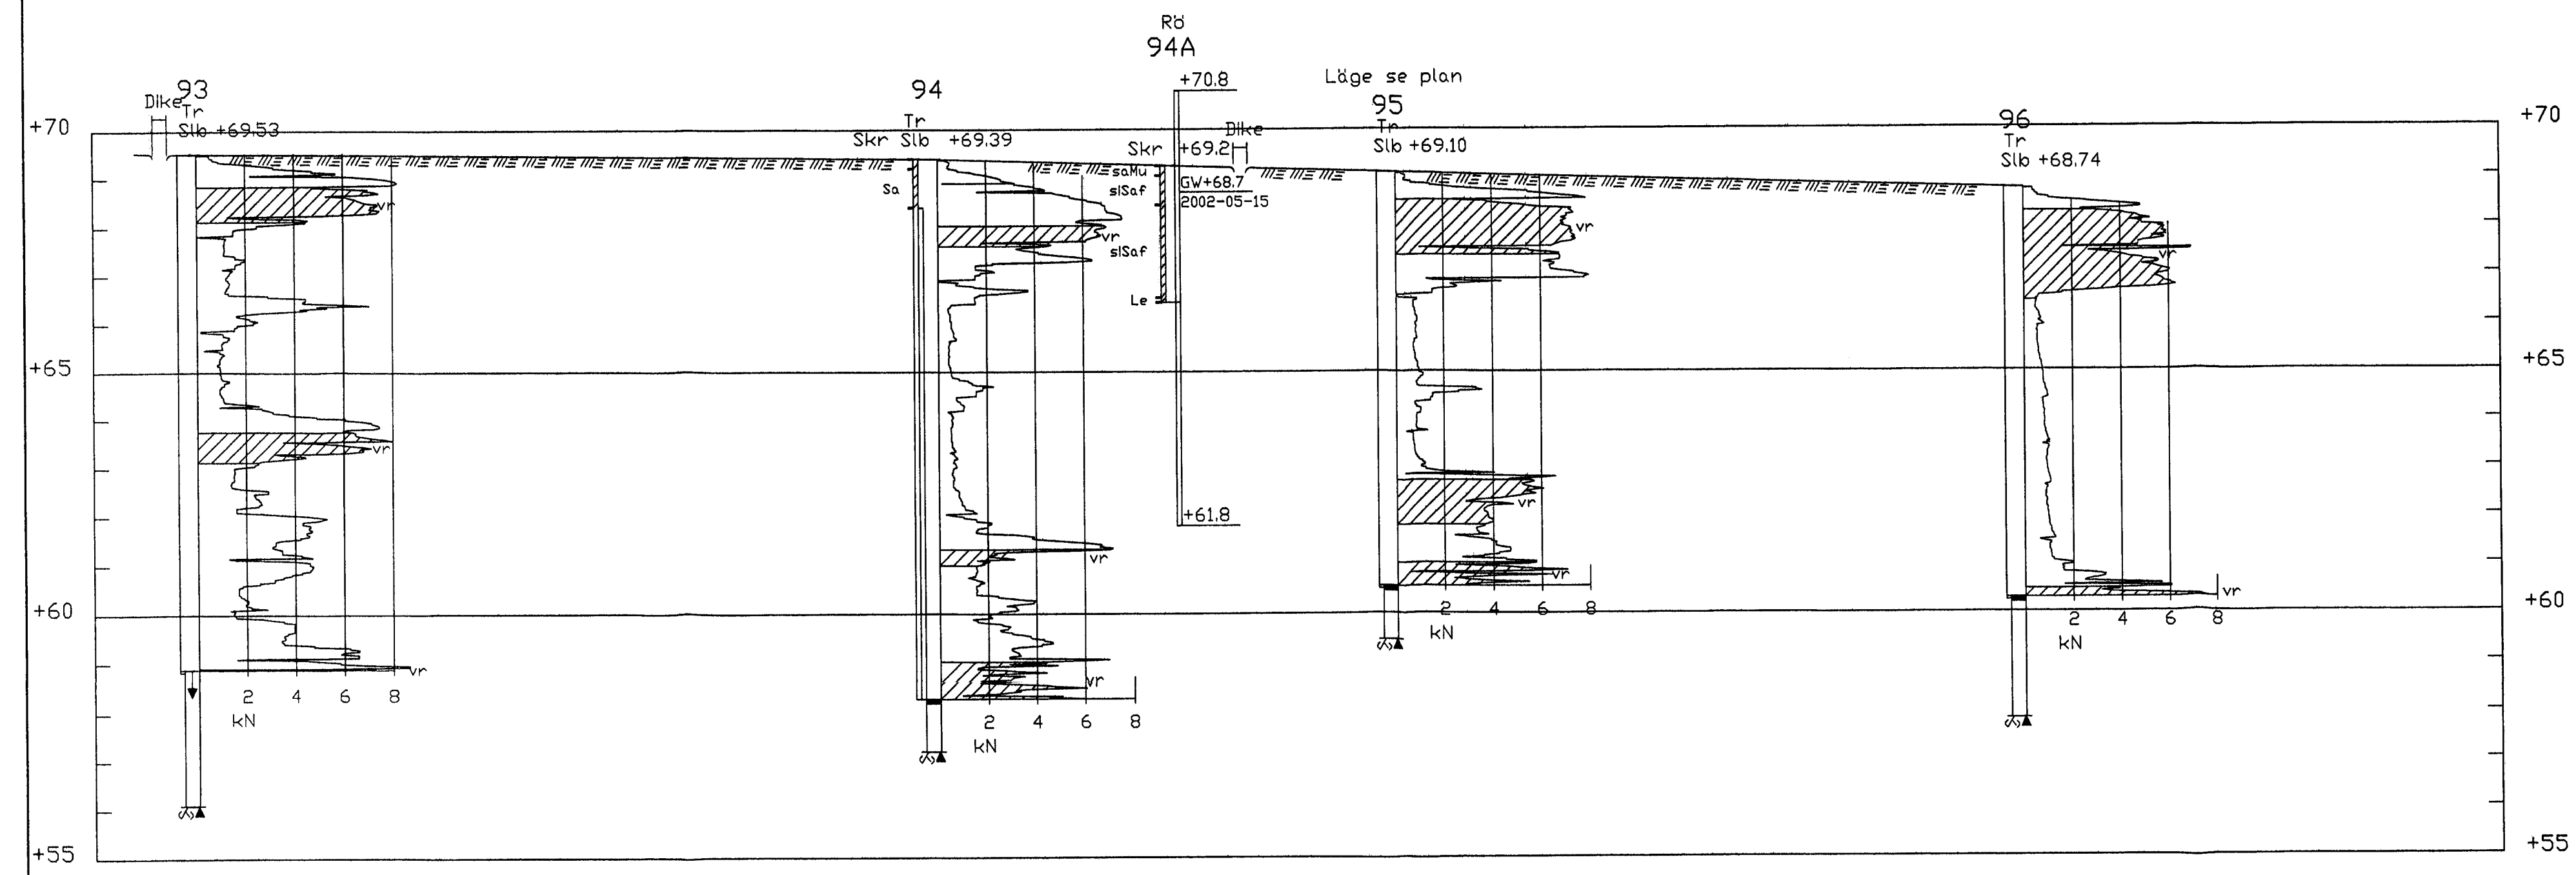 Rö
94A
+70.8
Läge se plan
93
Dike
Tr
Slb +69.53
94
Tr
Skr Slb +69.39
95
Tr
Slb +69.10
96
Tr
Slb +68.74
Dike
Skr +69.2
+70
+70
saMu
slSaf
GW+68.7
2002-05-15
Sa
vr
vr
slSaf
vr
vr
Le
+65
+65
vr
vr
+61.8
vr
vr
vr
+60
+60
2 4 6 8
kN
2 4 6 8
kN
vr
2 4 6 8
kN
vr
2 4 6 8
kN
+55
+55